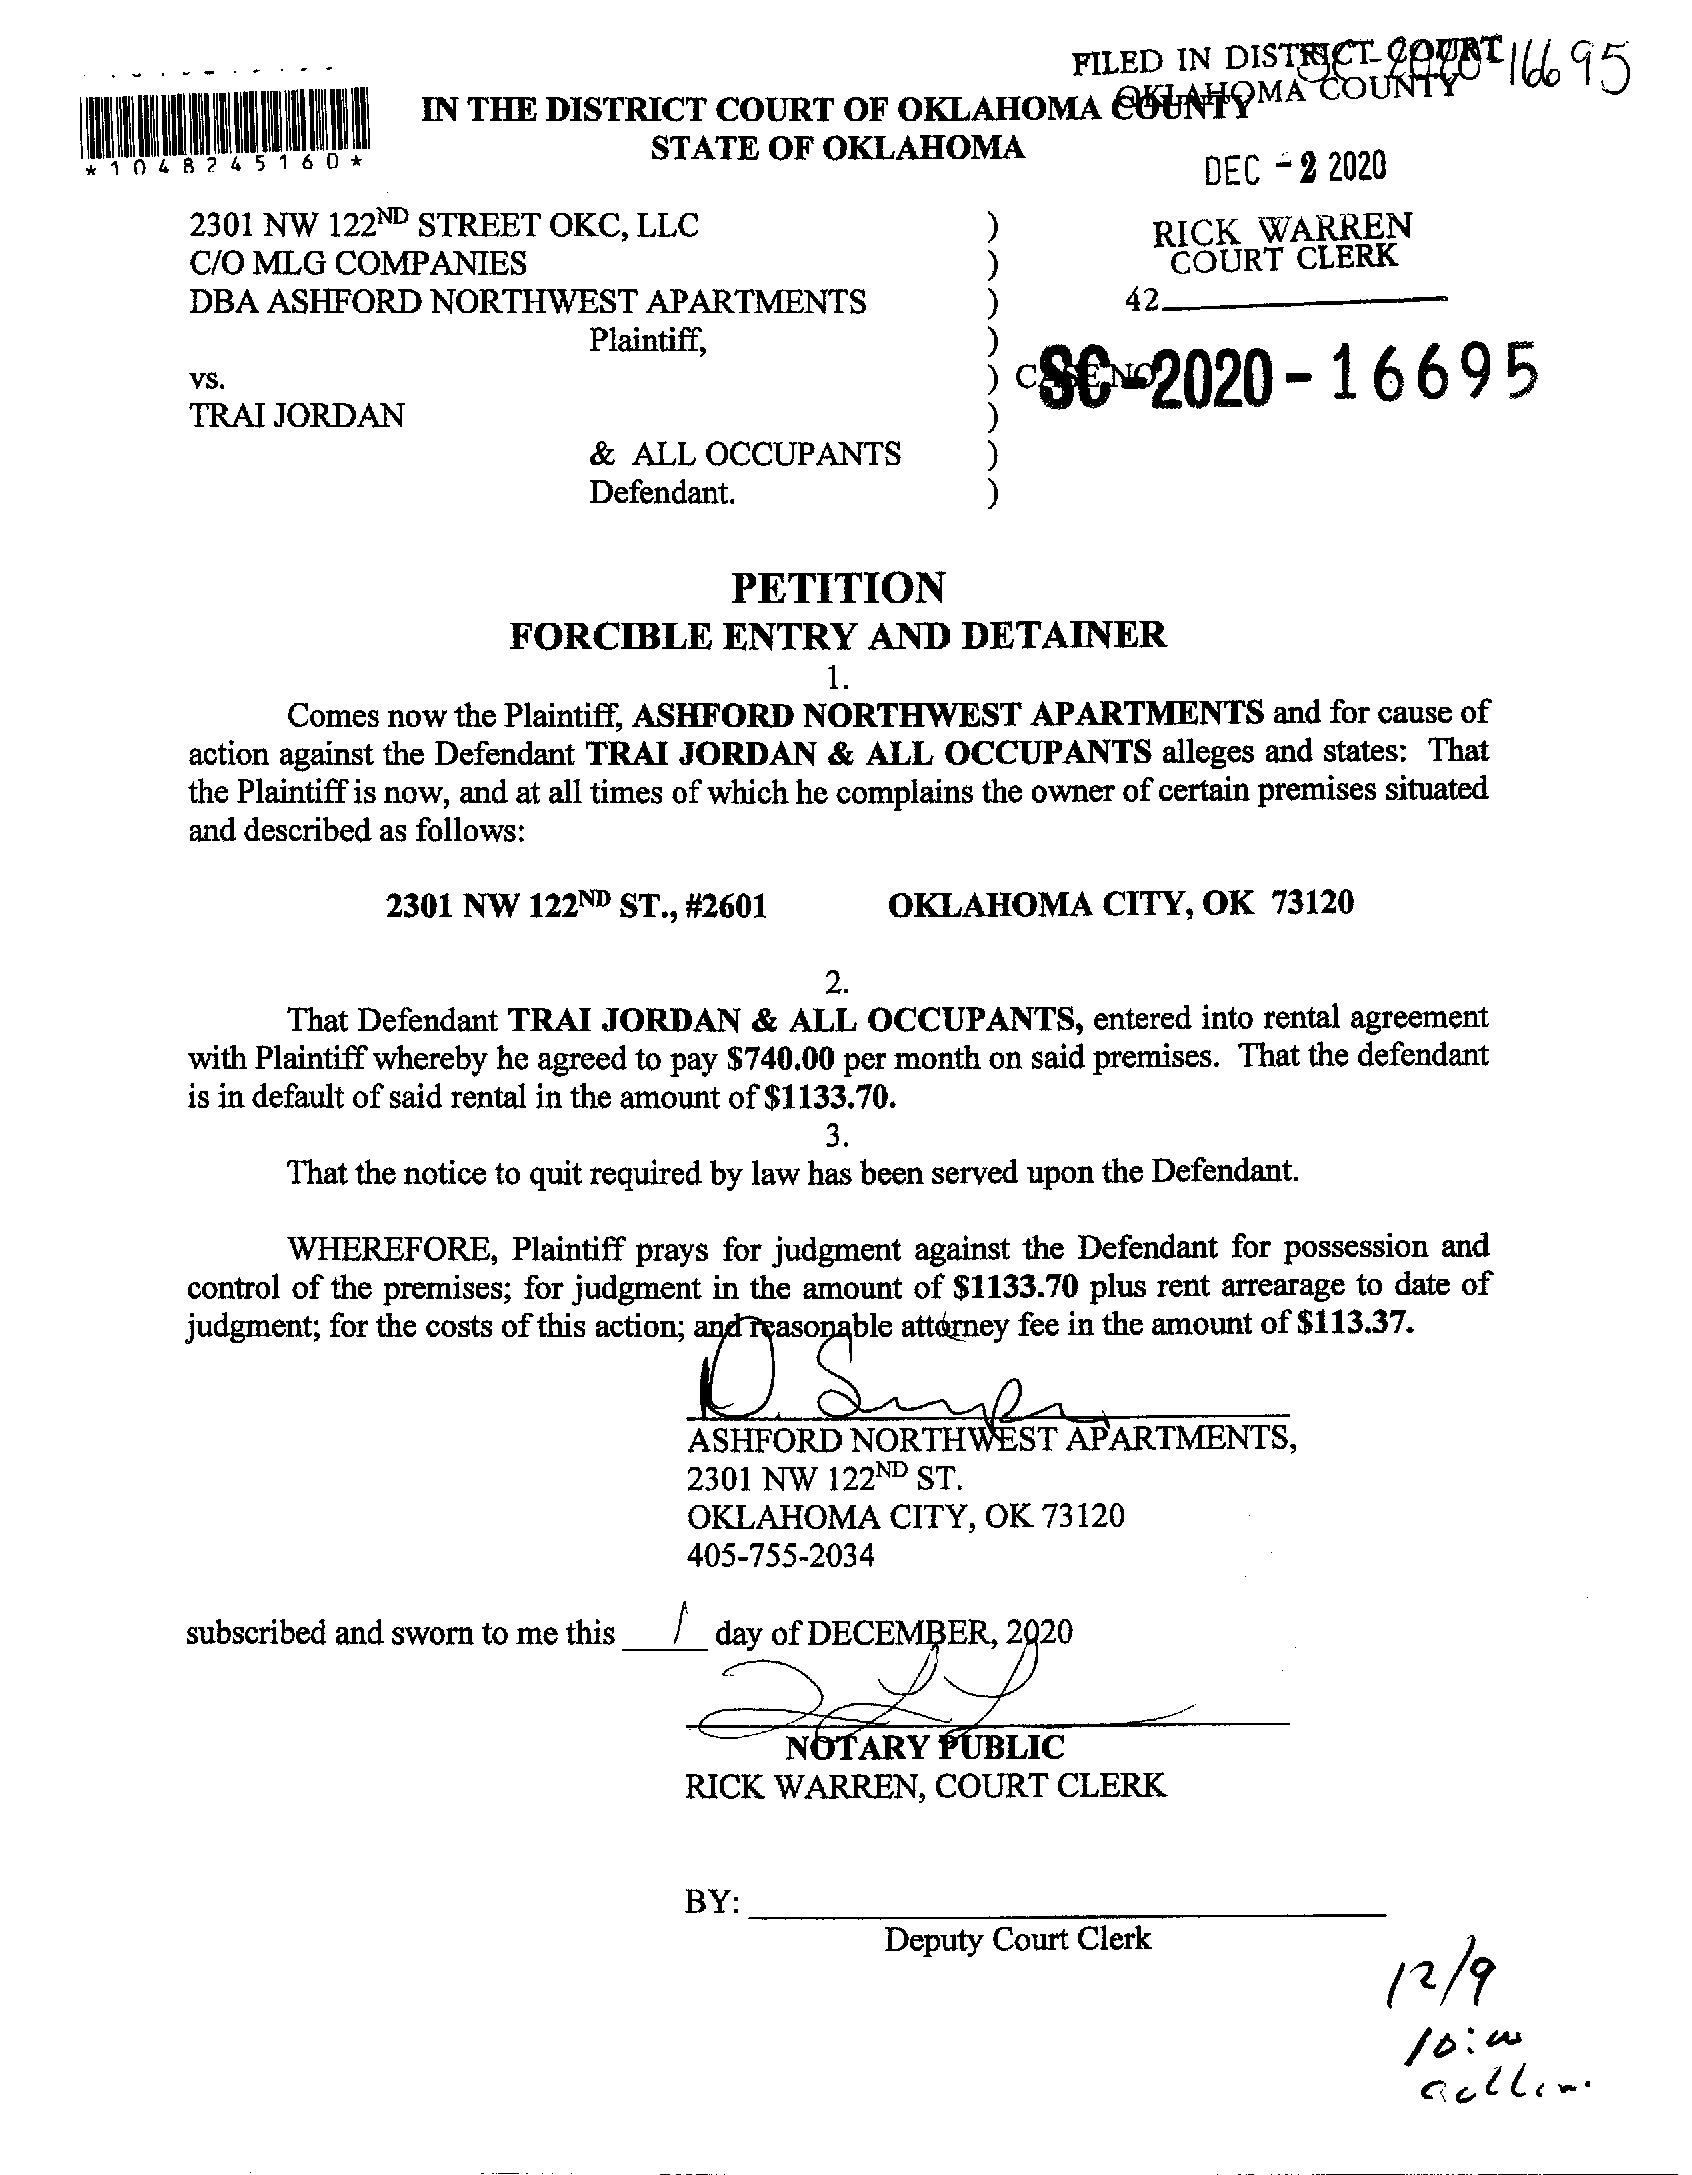 FILED IN DISTRICT COURT
OKLAHOMA COUNTY
SC-2020-16695
*1048245160*
IN THE DISTRICT COURT OF OKLAHOMA COUNTY
STATE OF OKLAHOMA
DEC -2 2020
2301 NW 122ND STREET OKC, LLC )
RICK WARREN
C/O MLG COMPANIES )
COURT CLERK
DBA ASHFORD NORTHWEST APARTMENTS )
42
Plaintiff, )
vs. ) CASE NO
SC-2020-16695
TRAI JORDAN )
& ALL OCCUPANTS )
Defendant. )
PETITION
FORCIBLE ENTRY AND DETAINER
1.
Comes now the Plaintiff, ASHFORD NORTHWEST APARTMENTS and for cause of
action against the Defendant TRAI JORDAN & ALL OCCUPANTS alleges and states: That
the Plaintiff is now, and at all times of which he complains the owner of certain premises situated
and described as follows:
2301 NW 122ND ST., #2601 OKLAHOMA CITY, OK 73120
2.
That Defendant TRAI JORDAN & ALL OCCUPANTS, entered into rental agreement
with Plaintiff whereby he agreed to pay $740.00 per month on said premises. That the defendant
is in default of said rental in the amount of $1133.70.
3.
That the notice to quit required by law has been served upon the Defendant.
WHEREFORE, Plaintiff prays for judgment against the Defendant for possession and
control of the premises; for judgment in the amount of $1133.70 plus rent arrearage to date of
judgment; for the costs of this action; and reasonable attorney fee in the amount of $113.37.
ASHFORD NORTHWEST APARTMENTS,
2301 NW 122ND ST.
OKLAHOMA CITY, OK 73120
405-755-2034
subscribed and sworn to me this 1 day of DECEMBER, 2020
NOTARY PUBLIC
RICK WARREN, COURT CLERK
BY:
Deputy Court Clerk
12/9